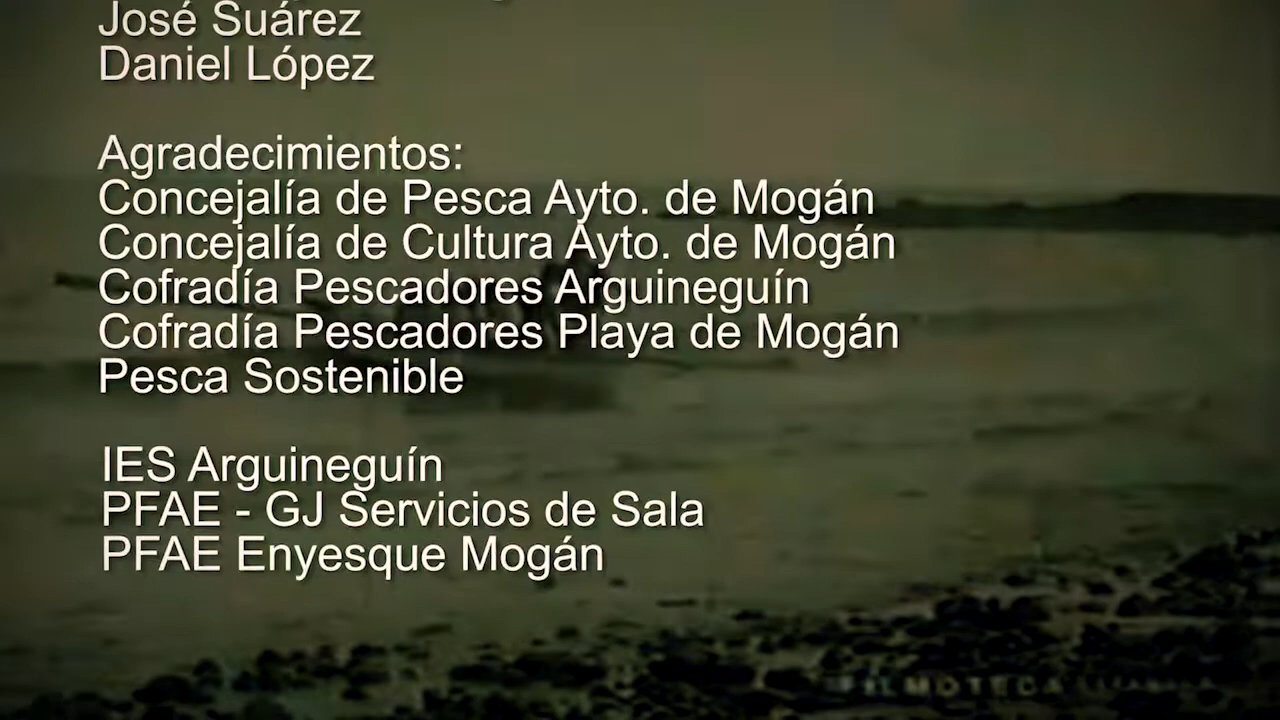 José Suárez
Daniel López
Agradecimientos:
Concejalía de Pesca Ayto. de Mogán
Concejalía de Cultura Ayto. de Mogán
Cofradía Pescadores Arguineguín
Cofradía Pescadores Playa de Mogán
Pesca Sostenible
IES Arguineguín
PFAE - GJ Servicios de Sala
PFAE Enyesque Mogán
FILMOTECA